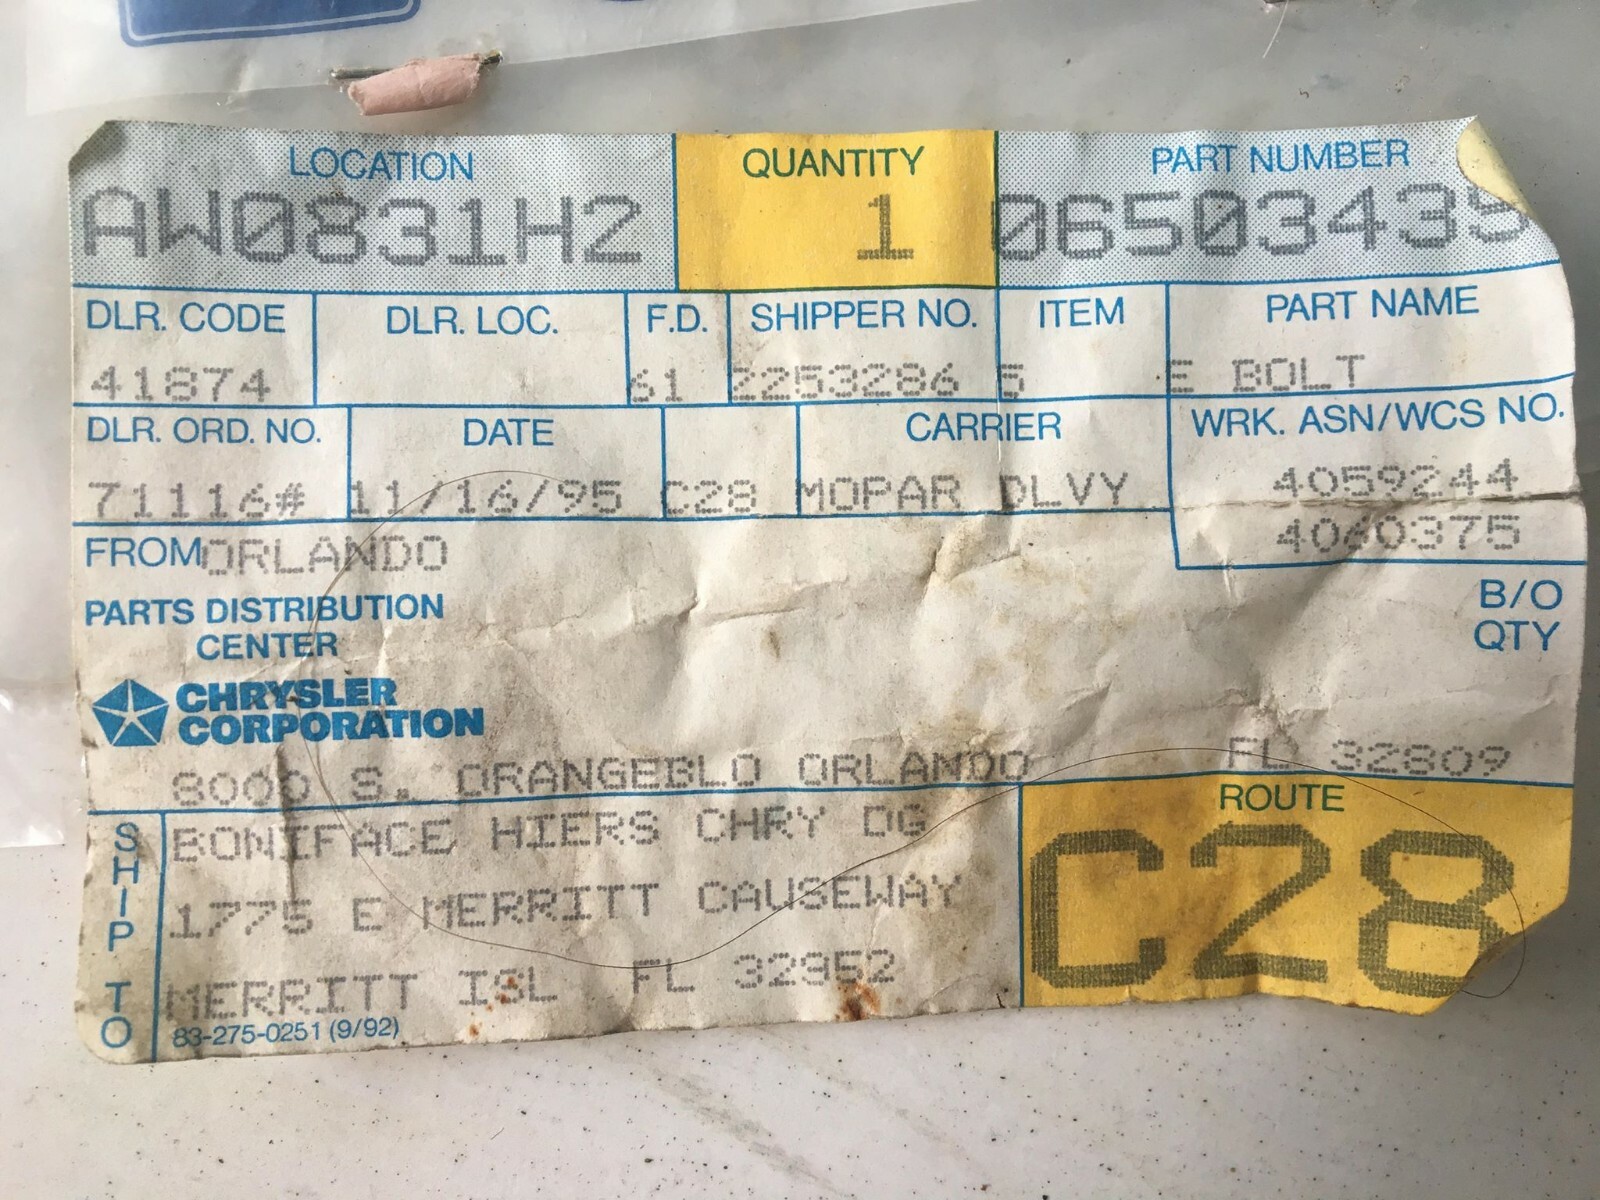 LOCATION QUANTITY PART NUMBER
AW0831H2 1 06503435
DLR. CODE DLR. LOC. F.D. SHIPPER NO. ITEM PART NAME
41874 61 2253286 5 E BOLT
DLR. ORD. NO. DATE CARRIER WRK. ASN/WCS NO.
71116# 11/16/95 C28 MOPAR DLVY 4059244
4060375
FROM ORLANDO
PARTS DISTRIBUTION
CENTER
B/O
QTY
CHRYSLER
CORPORATION
8000 S. ORANGEBLO ORLANDO FL 32809
SHIP TO
BONIFACE HIERS CHRY DG
1775 E MERRITT CAUSEWAY
MERRITT ISL FL 32952
83-275-0251 (9/92)
ROUTE
C28